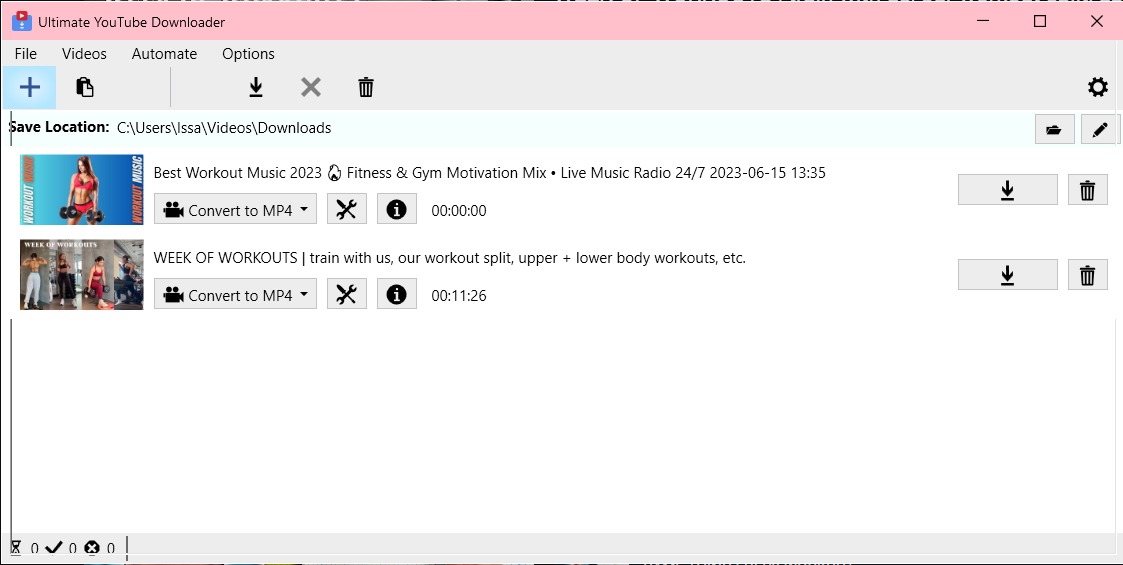 Ultimate YouTube Downloader
File Videos Automate Options
Save Location: C:\Users\Issa\Videos\Downloads
WORKOUT MUSIC
WORKOUT MUSIC
Best Workout Music 2023 🔥 Fitness & Gym Motivation Mix • Live Music Radio 24/7 2023-06-15 13:35
Convert to MP4 00:00:00
WEEK OF WORKOUTS
WEEK OF WORKOUTS | train with us, our workout split, upper + lower body workouts, etc.
Convert to MP4 00:11:26
0 0 0